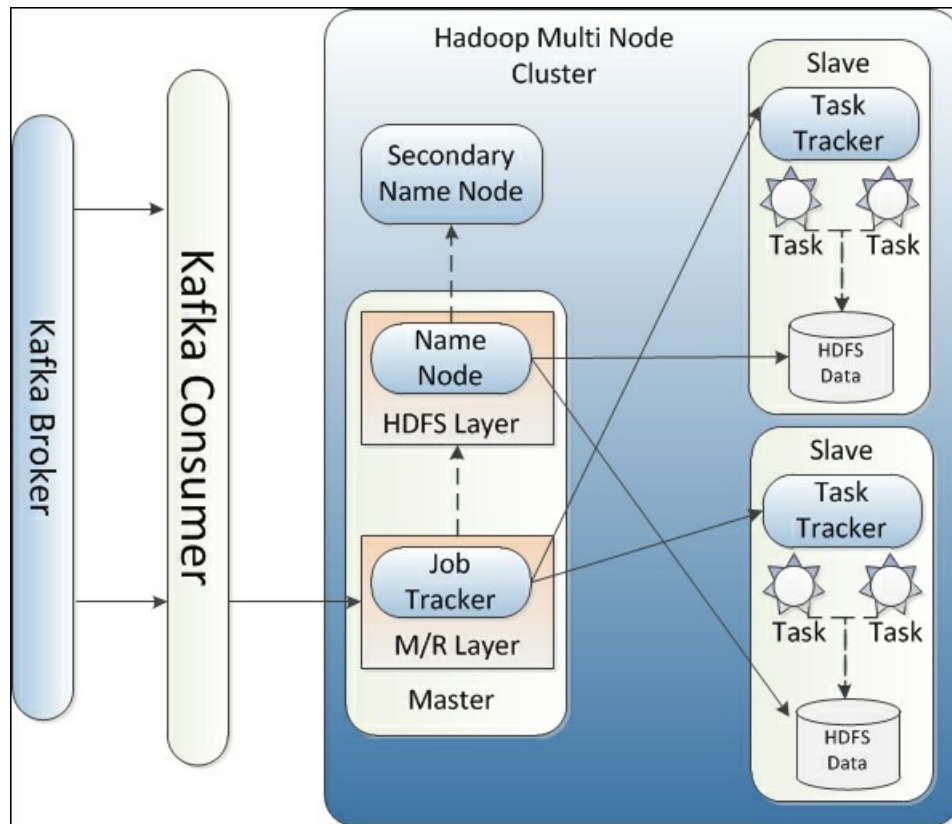 Kafka Broker
Kafka Consumer
Hadoop Multi Node
Cluster
Secondary
Name Node
Name
Node
HDFS Layer
Job
Tracker
M/R Layer
Master
Slave
Task
Tracker
Task
Task
HDFS
Data
Slave
Task
Tracker
Task
Task
HDFS
Data